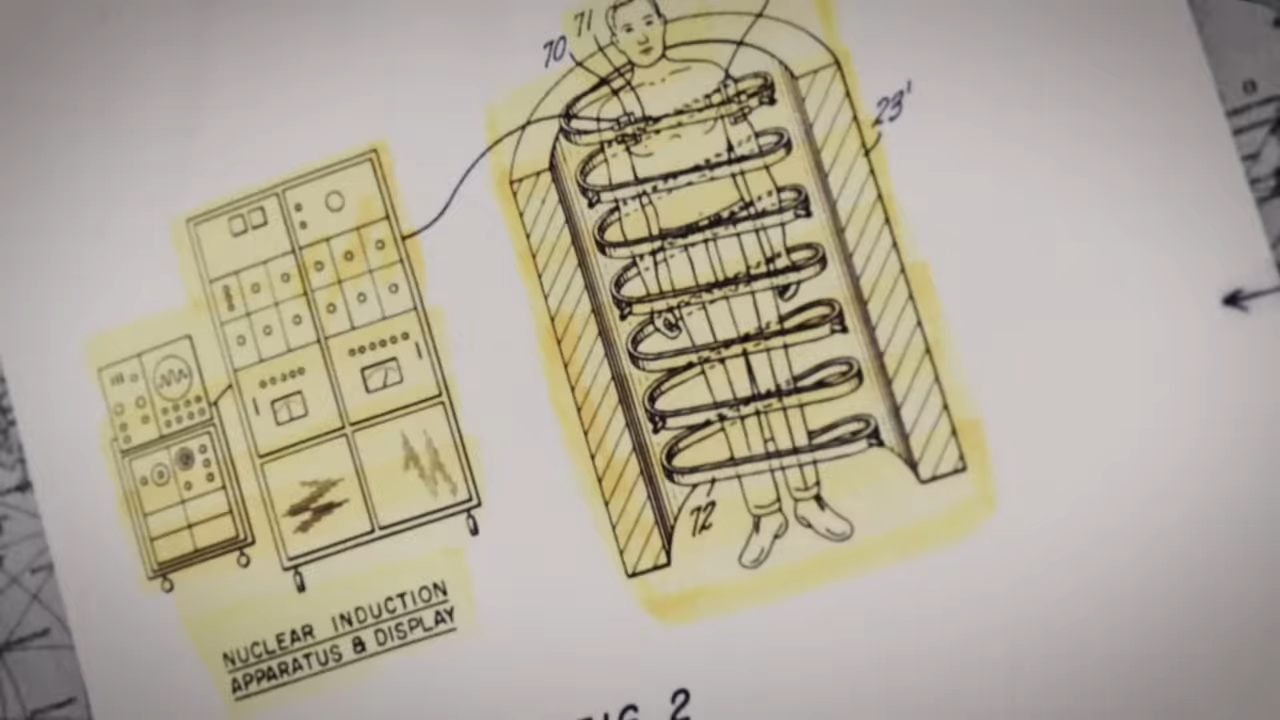 71
70
23'
72
NUCLEAR INDUCTION
APPARATUS & DISPLAY
FIG. 2